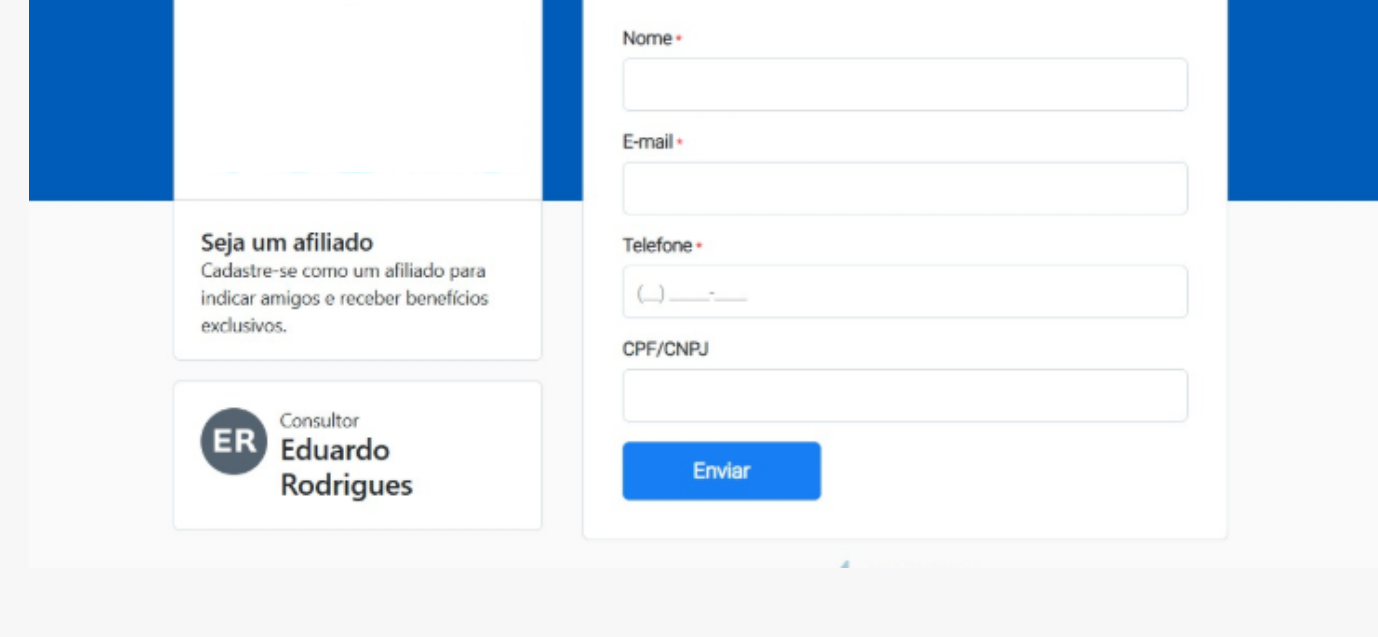 Nome *
E-mail *
Telefone *
(__) ____-____
CPF/CNPJ
Enviar
Seja um afiliado
Cadastre-se como um afiliado para
indicar amigos e receber benefícios
exclusivos.
ER
Consultor
Eduardo
Rodrigues